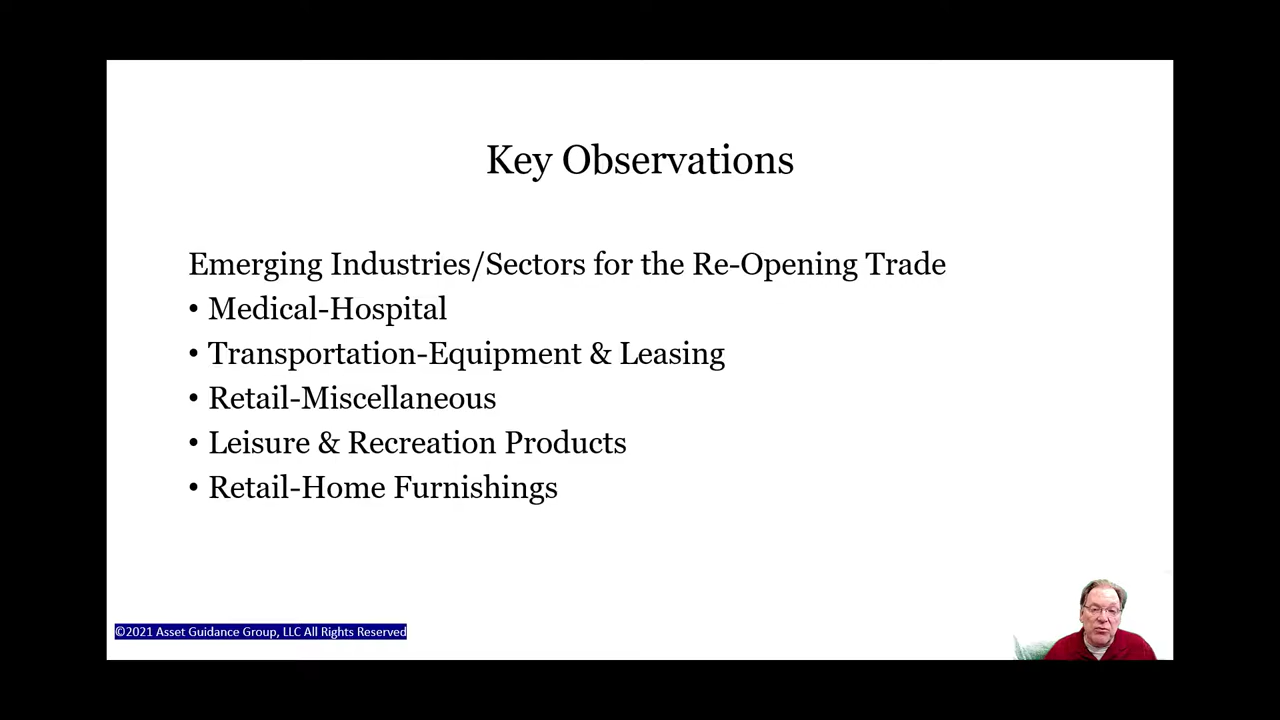 Key Observations
Emerging Industries/Sectors for the Re-Opening Trade
• Medical-Hospital
• Transportation-Equipment & Leasing
• Retail-Miscellaneous
• Leisure & Recreation Products
• Retail-Home Furnishings
©2021 Asset Guidance Group, LLC All Rights Reserved